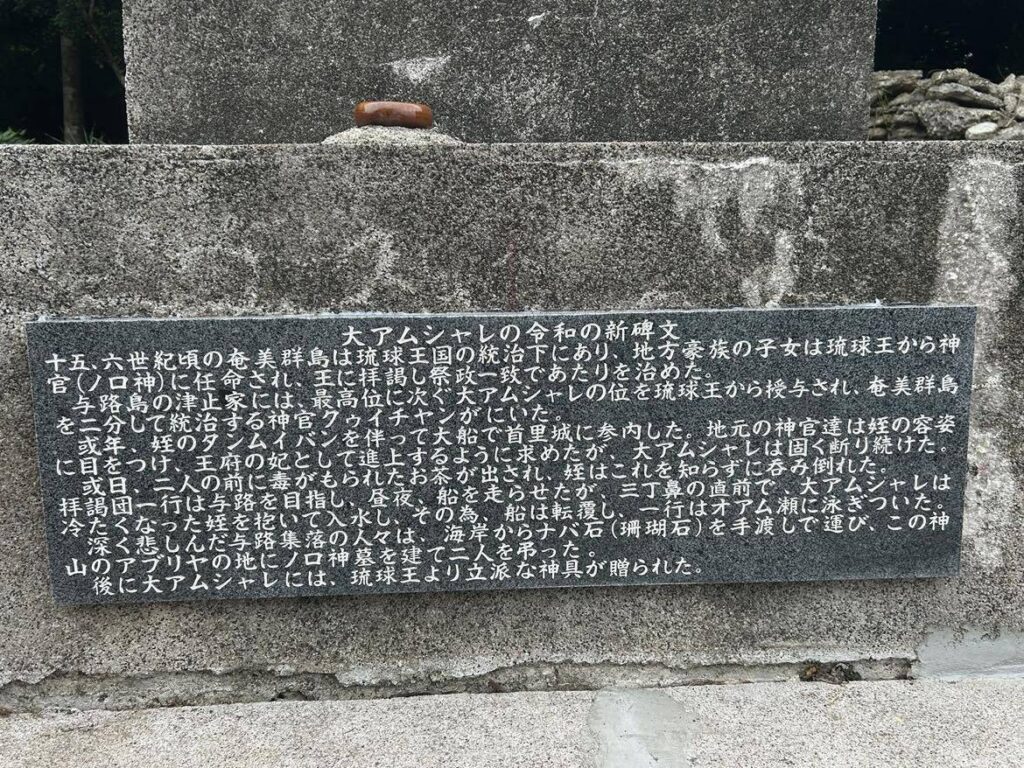 大アムシャレの令和の新碑文
十五、六世紀頃の奄美群島は琉球王国の統治下にあり、地方豪族の子女は琉球王から神
官(ノロ神)に任命され、王に拝謁し祭政一致であたりを治めた。
与路島の津止家には、最高位に次ぐ大アムシャレの位を琉球王から授与され、奄美群島
を二分して統治する神官クゥイチャンがにいた。
或年、姪のタンムイバンを伴って大船で首里城に参内した。地元の神官達は姪の容姿
に目をつけ、王府の妃として進上するように求めたが、大アムシャレは固く断り続けた。
或日、二人の前に毒がもられたお茶が出され、姪はこれを知らずに呑み倒れた。
拝謁団一行は与路を目指し、昼夜、船を走らせたが、三丁鼻の直前で、大アムシャレは
冷たくなった姪を抱いて入水し、その為、船は転覆し、一行はオアム瀬に泳ぎついた。
深く悲しんだ与路集落の人々は、海岸からナバ石(珊瑚石)を手渡しで運び、この神
山のアブリヤの地にノロ神墓を建て二人を弔った。
後に大アムシャレには、琉球王より立派な神具が贈られた。